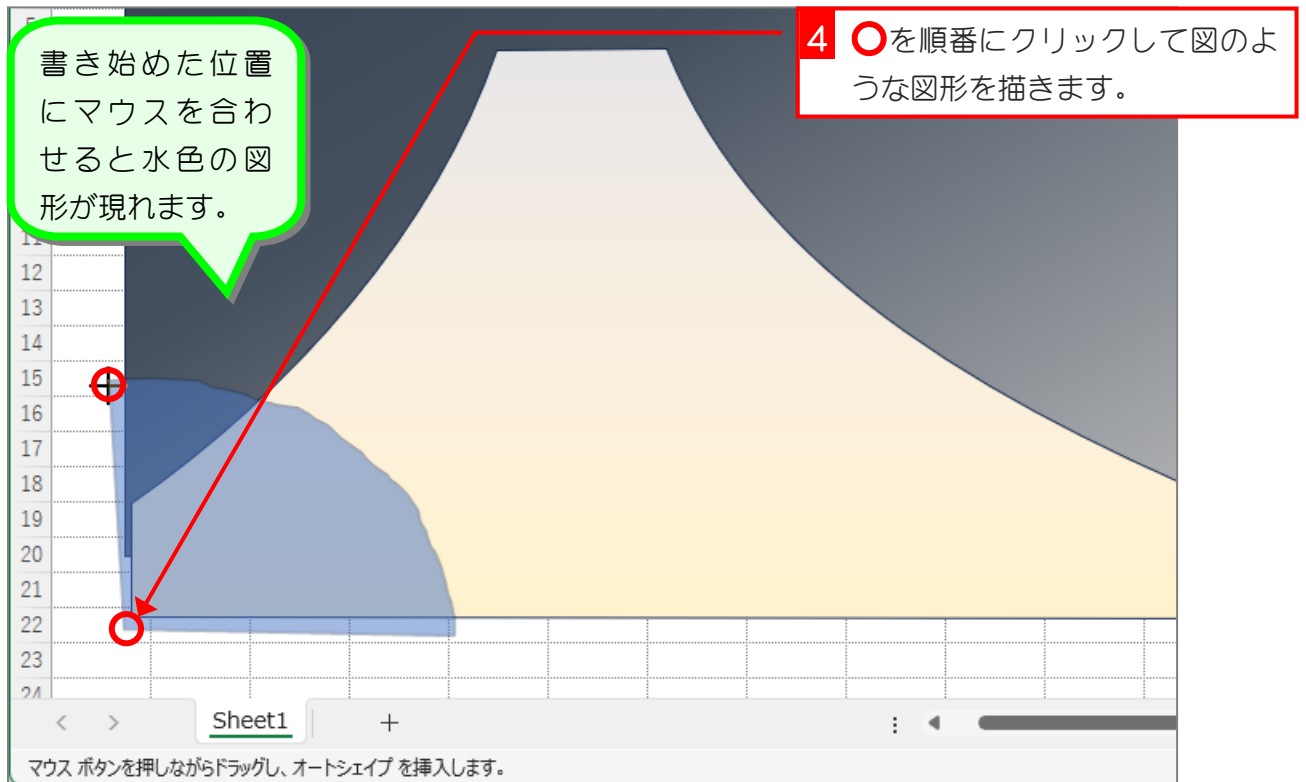 書き始めた位置
にマウスを合わ
せると水色の図
形が現れます。
4 ○を順番にクリックして図のよ
うな図形を描きます。
11
12
13
14
15
16
17
18
19
20
21
22
23
24
Sheet1
マウス ボタンを押しながらドラッグし、オートシェイプ を挿入します。